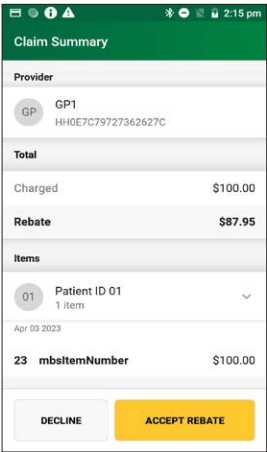 2:15 pm
Claim Summary
Provider
GP GP1
HH0E7C79727362627C
Total
Charged $100.00
Rebate $87.95
Items
01 Patient ID 01
1 item
Apr 03 2023
23 mbsItemNumber $100.00
DECLINE ACCEPT REBATE